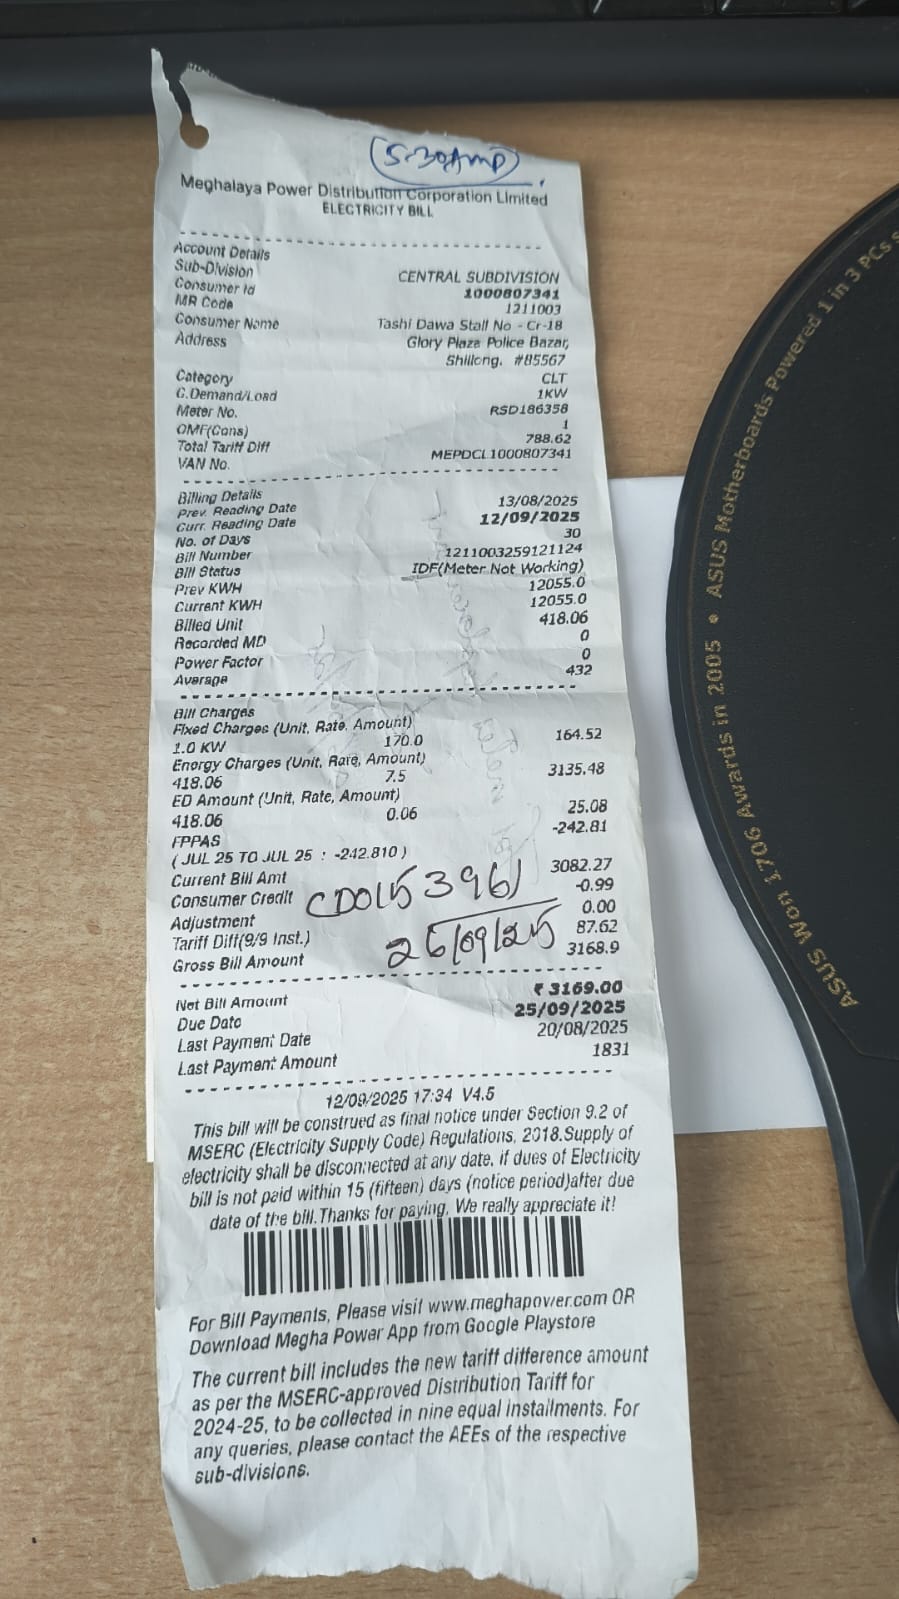 (5-30AMP)
Meghalaya Power Distribution Corporation Limited
ELECTRICITY BILL
Account Details
Sub-Division CENTRAL SUBDIVISION
Consumer Id 1000807341
MR Code 1211003
Consumer Name Tashi Dawa Stall No - Cr-18
Address Glory Plaza Police Bazar,
Shillong. #85567
Category CLT
C.Demand/Load 1KW
Meter No. RSD186358
OMF(Cons) 1
Total Tariff Diff 788.62
VAN No. MEPDCL1000807341
Billing Details
Prev. Reading Date 13/08/2025
Curr. Reading Date 12/09/2025
No. of Days 30
Bill Number 1211003259121124
Bill Status IDF(Meter Not Working)
Prev KWH 12055.0
Current KWH 12055.0
Billed Unit 418.06
Recorded MD 0
Power Factor 0
Average 432
Bill Charges
Fixed Charges (Unit, Rate, Amount)
1.0 KW 170.0 164.52
Energy Charges (Unit, Rate, Amount)
418.06 7.5 3135.48
ED Amount (Unit, Rate, Amount)
418.06 0.06 25.08
FPPAS -242.81
( JUL 25 TO JUL 25 : -242.810 )
Current Bill Amt 3082.27
Consumer Credit -0.99
Adjustment 0.00
Tariff Diff(9/9 Inst.) 87.62
Gross Bill Amount 3168.9
26/09/25
Net Bill Amount ₹ 3169.00
Due Date 25/09/2025
Last Payment Date 20/08/2025
Last Payment Amount 1831
12/09/2025 17:34 V4.5
This bill will be construed as final notice under Section 9.2 of
MSERC (Electricity Supply Code) Regulations, 2018.Supply of
electricity shall be disconnected at any date, if dues of Electricity
bill is not paid within 15 (fifteen) days (notice period)after due
date of the bill.Thanks for paying, We really appreciate it!
For Bill Payments, Please visit www.meghapower.com OR
Download Megha Power App from Google Playstore
The current bill includes the new tariff difference amount
as per the MSERC-approved Distribution Tariff for
2024-25, to be collected in nine equal installments. For
any queries, please contact the AEEs of the respective
sub-divisions.
ASUS Won 1706 Awards in 2005 • ASUS Motherboards Powered 1 in 3 PCs